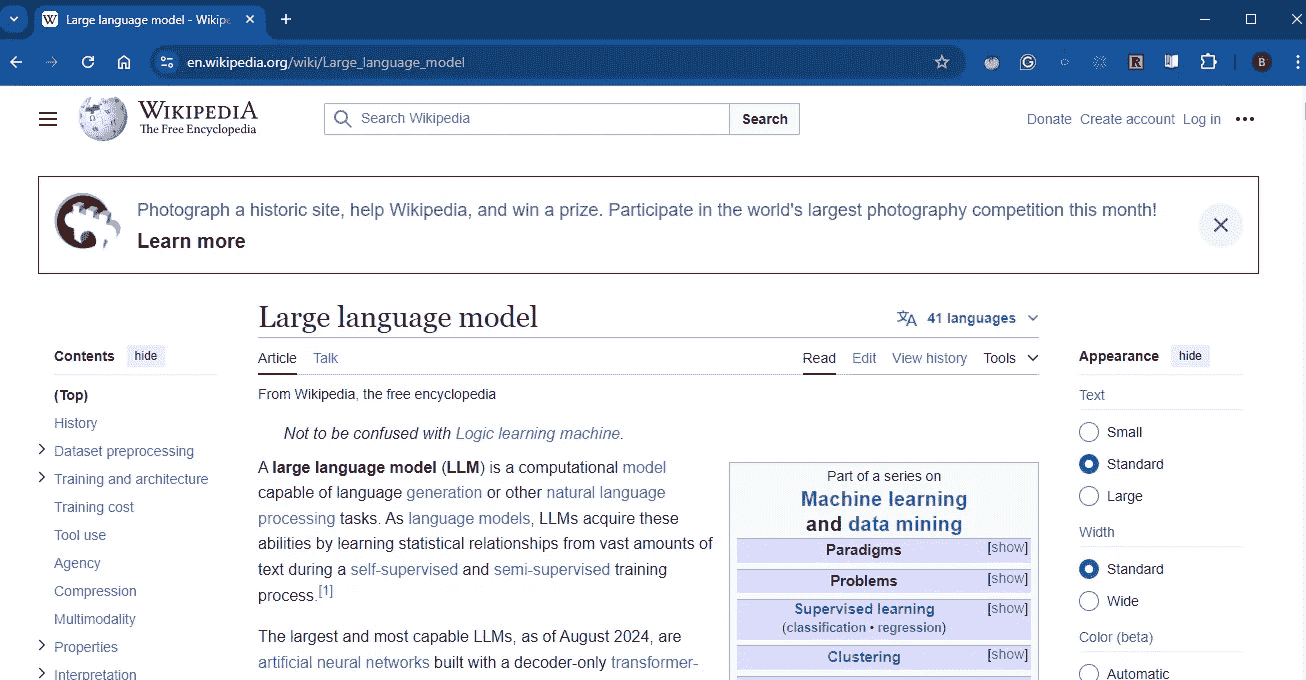 Large language model - Wikipe
en.wikipedia.org/wiki/Large_language_model
B
WIKIPEDIA
The Free Encyclopedia
Search Wikipedia
Search
Donate Create account Log in
Photograph a historic site, help Wikipedia, and win a prize. Participate in the world's largest photography competition this month!
Learn more
Large language model
41 languages
Contents hide
(Top)
History
Dataset preprocessing
Training and architecture
Training cost
Tool use
Agency
Compression
Multimodality
Properties
Interpretation
Article Talk
Read Edit View history Tools
From Wikipedia, the free encyclopedia
Not to be confused with Logic learning machine.
A large language model (LLM) is a computational model
capable of language generation or other natural language
processing tasks. As language models, LLMs acquire these
abilities by learning statistical relationships from vast amounts of
text during a self-supervised and semi-supervised training
process.[1]
The largest and most capable LLMs, as of August 2024, are
artificial neural networks built with a decoder-only transformer-
Part of a series on
Machine learning
and data mining
Paradigms [show]
Problems [show]
Supervised learning [show]
(classification • regression)
Clustering [show]
Appearance hide
Text
Small
Standard
Large
Width
Standard
Wide
Color (beta)
Automatic